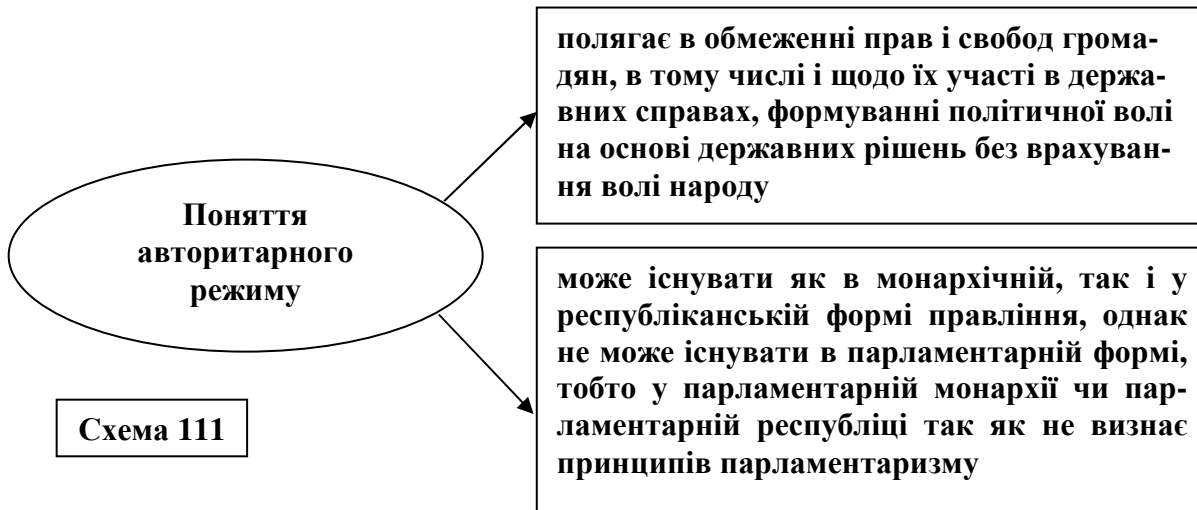 полягає в обмеженні прав і свобод грома-
дян, в тому числі і щодо їх участі в держа-
вних справах, формуванні політичної волі
на основі державних рішень без врахуван-
ня волі народу
Поняття
авторитарного
режиму
може існувати як в монархічній, так і у
республіканській формі правління, однак
не може існувати в парламентарній формі,
тобто у парламентарній монархії чи пар-
ламентарній республіці так як не визнає
принципів парламентаризму
Схема 111